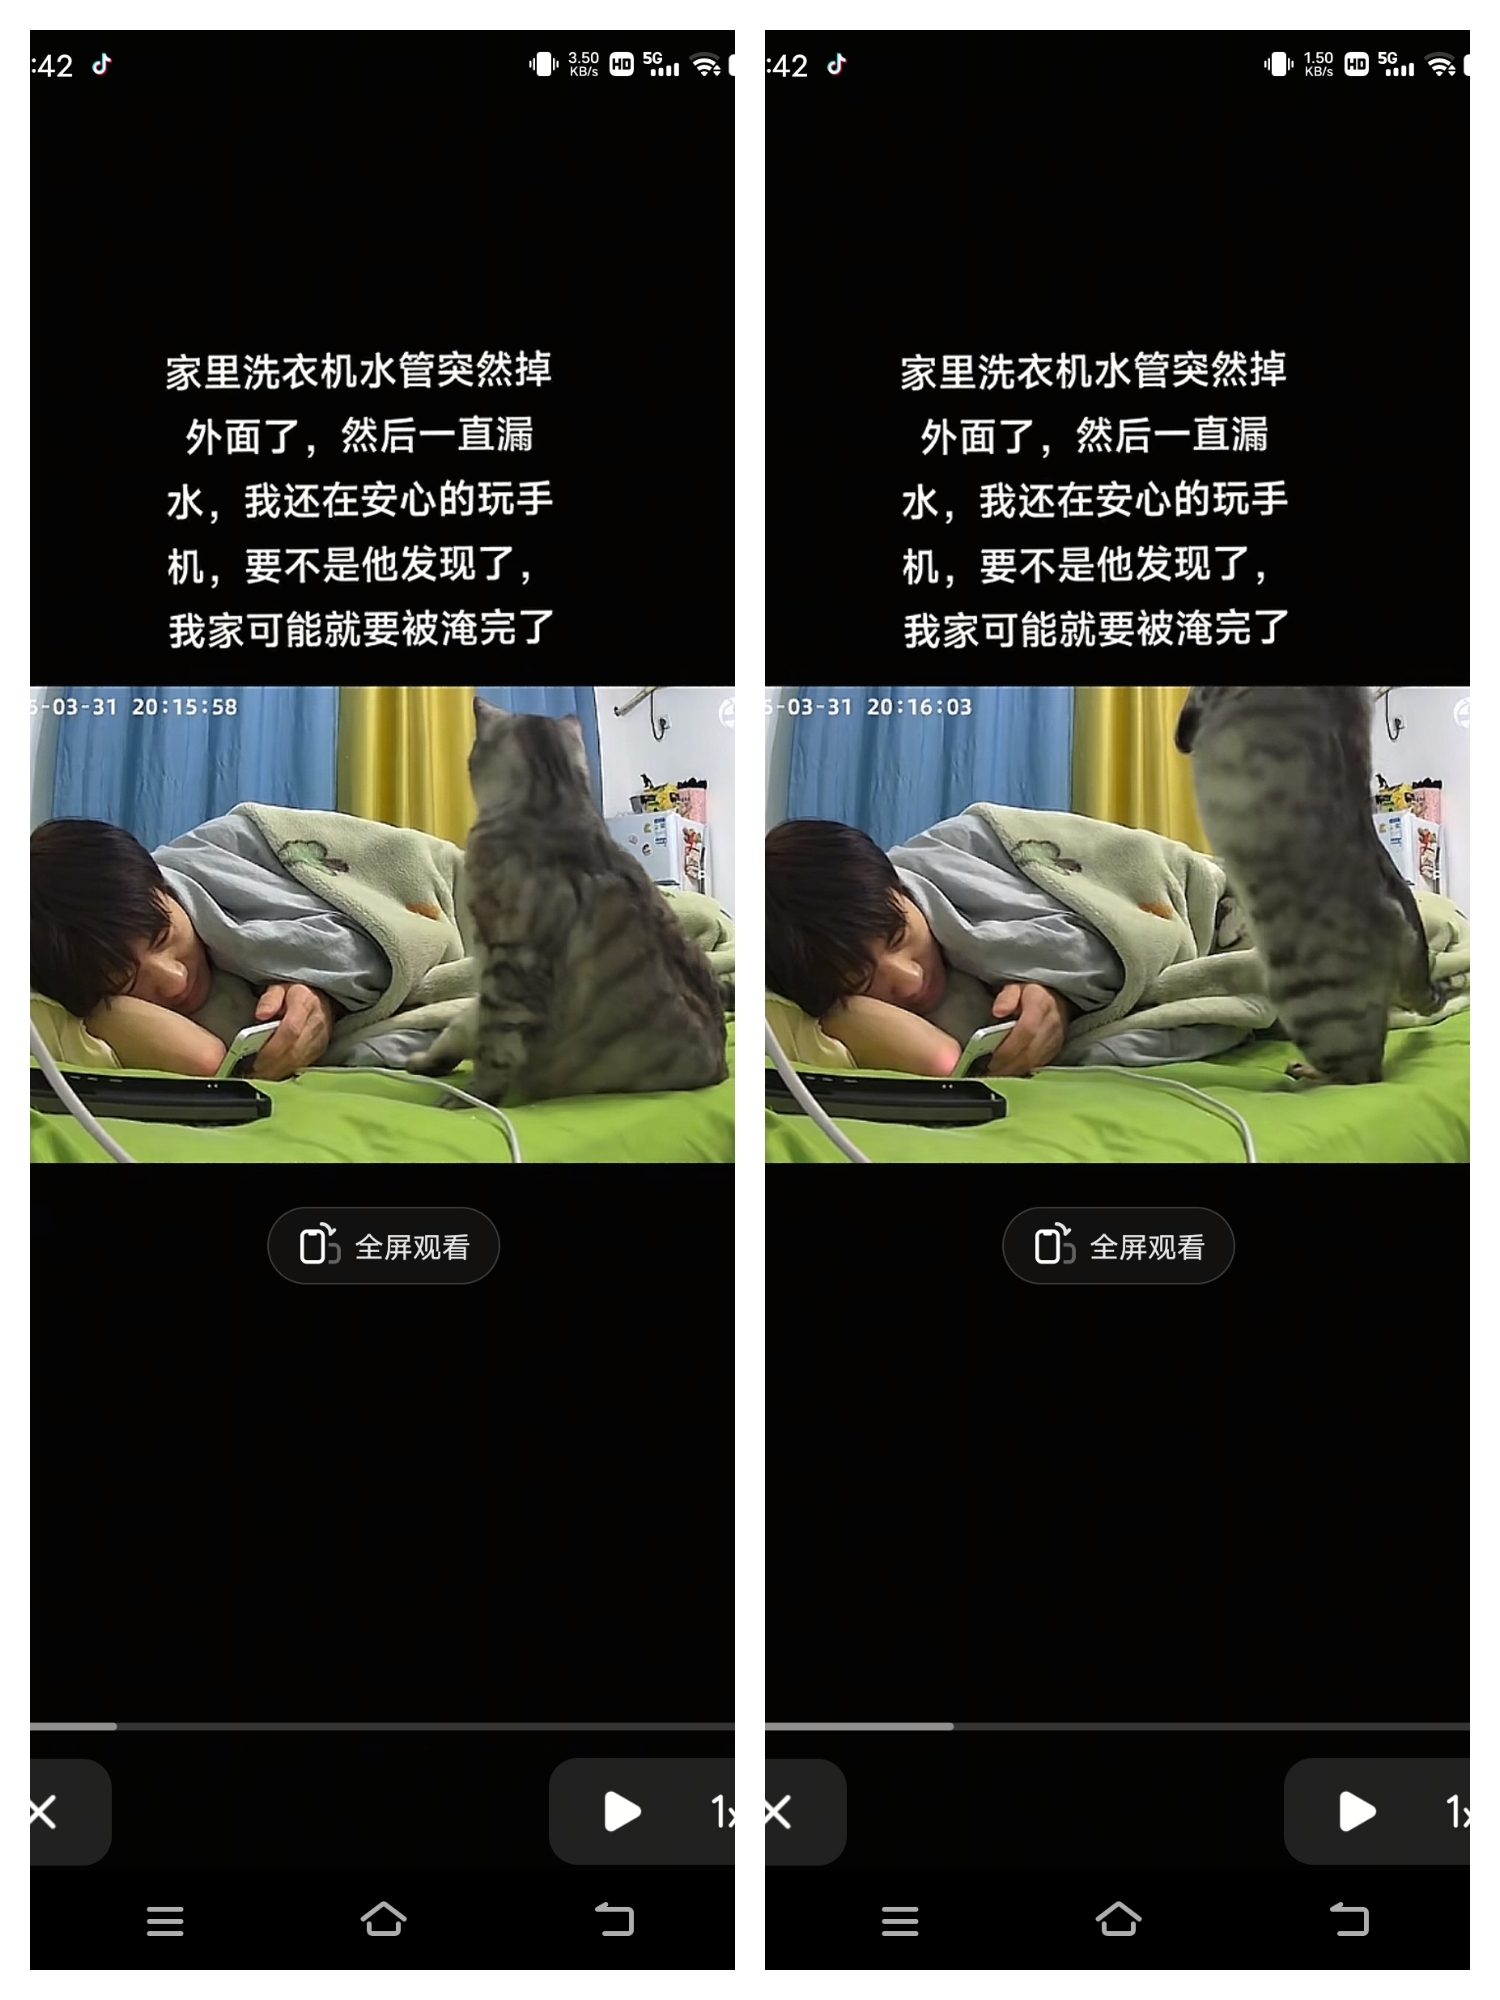 :42
3.50
KB/s
HD
5G
家里洗衣机水管突然掉
外面了，然后一直漏
水，我还在安心的玩手
机，要不是他发现了，
我家可能就要被淹完了
-03-31 20:15:58
全屏观看
:42
1.50
KB/s
HD
5G
家里洗衣机水管突然掉
外面了，然后一直漏
水，我还在安心的玩手
机，要不是他发现了，
我家可能就要被淹完了
-03-31 20:16:03
全屏观看